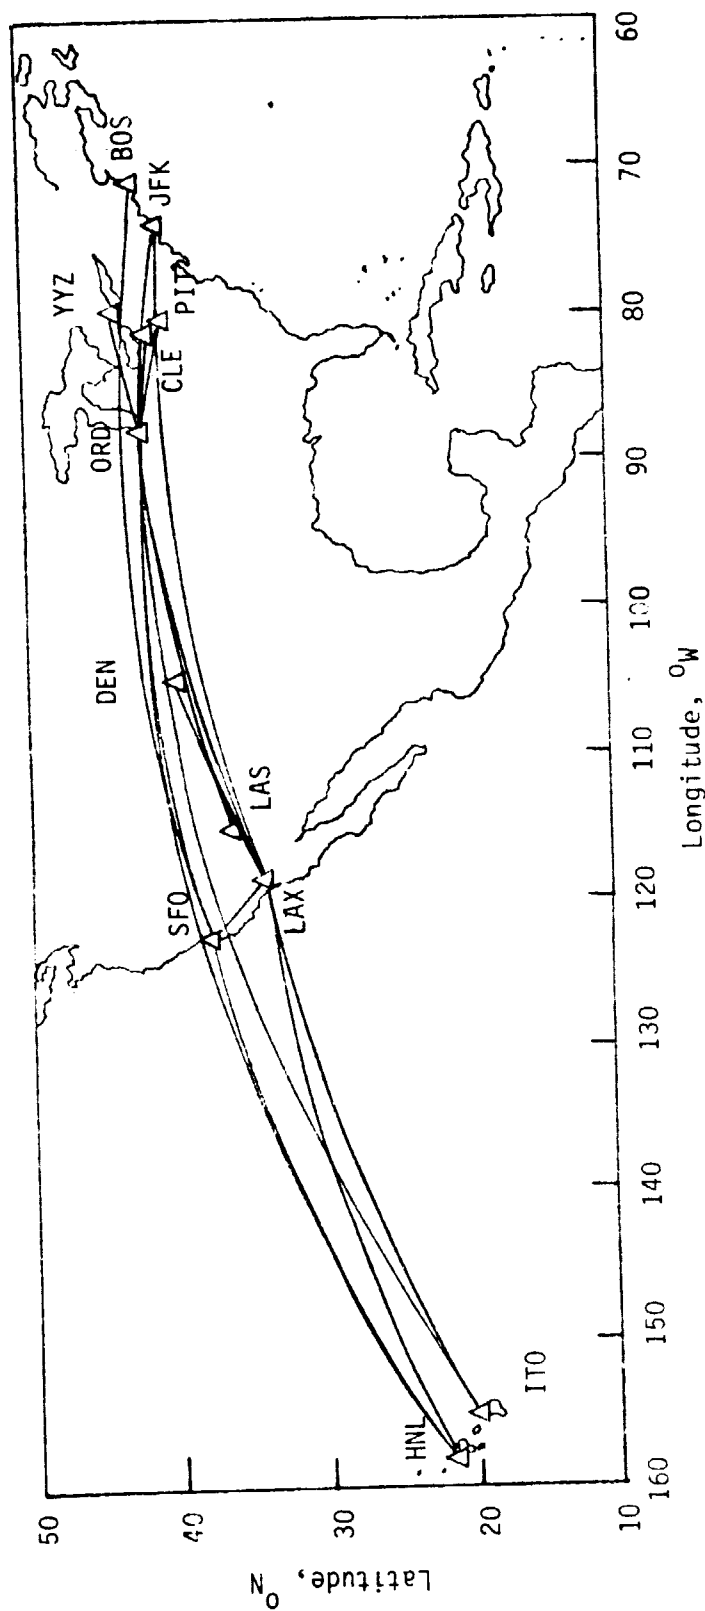 Latitude, °N
50
40
30
20
10
YYZ
BOS
JFK
PIT
CLE
ORD
DEN
LAS
SFO
LAX
HNL
ITO
160
150
140
130
120
110
100
90
80
70
60
Longitude, °W